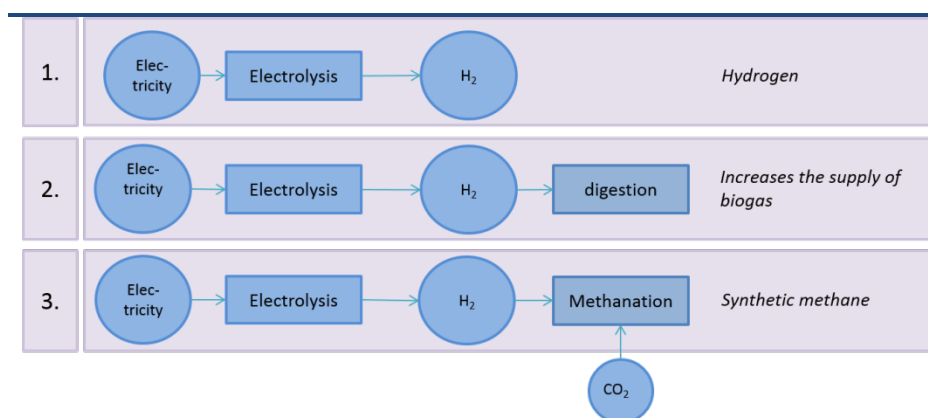 1.
Elec-
tricity
Electrolysis
H₂
Hydrogen
2.
Elec-
tricity
Electrolysis
H₂
digestion
Increases the supply of
biogas
3.
Elec-
tricity
Electrolysis
H₂
Methanation
Synthetic methane
CO₂